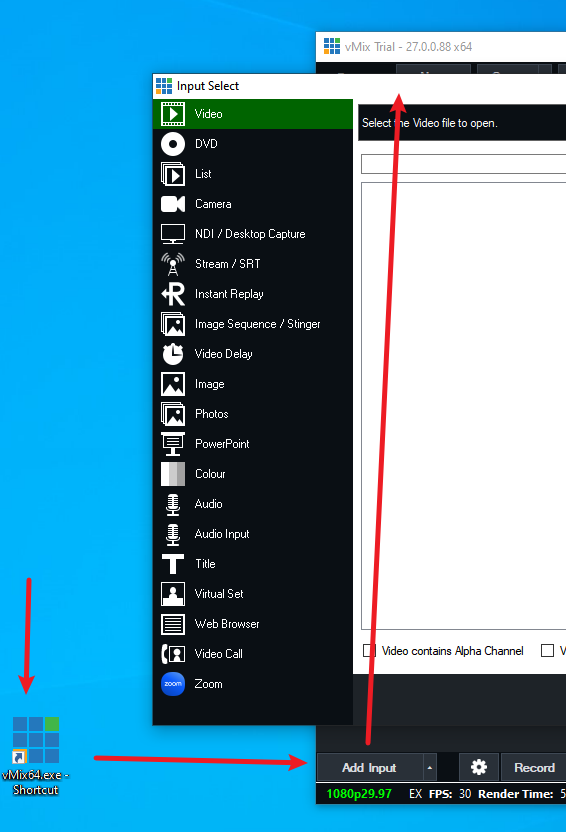 vMix Trial - 27.0.0.88 x64
Input Select
Video
DVD
List
Camera
NDI / Desktop Capture
Stream / SRT
Instant Replay
Image Sequence / Stinger
Video Delay
Image
Photos
PowerPoint
Colour
Audio
Audio Input
Title
Virtual Set
Web Browser
Video Call
zoom Zoom
Select the Video file to open.
Video contains Alpha Channel V
vMix64.exe -
Shortcut
Add Input Record
1080p29.97 EX FPS: 30 Render Time: 5